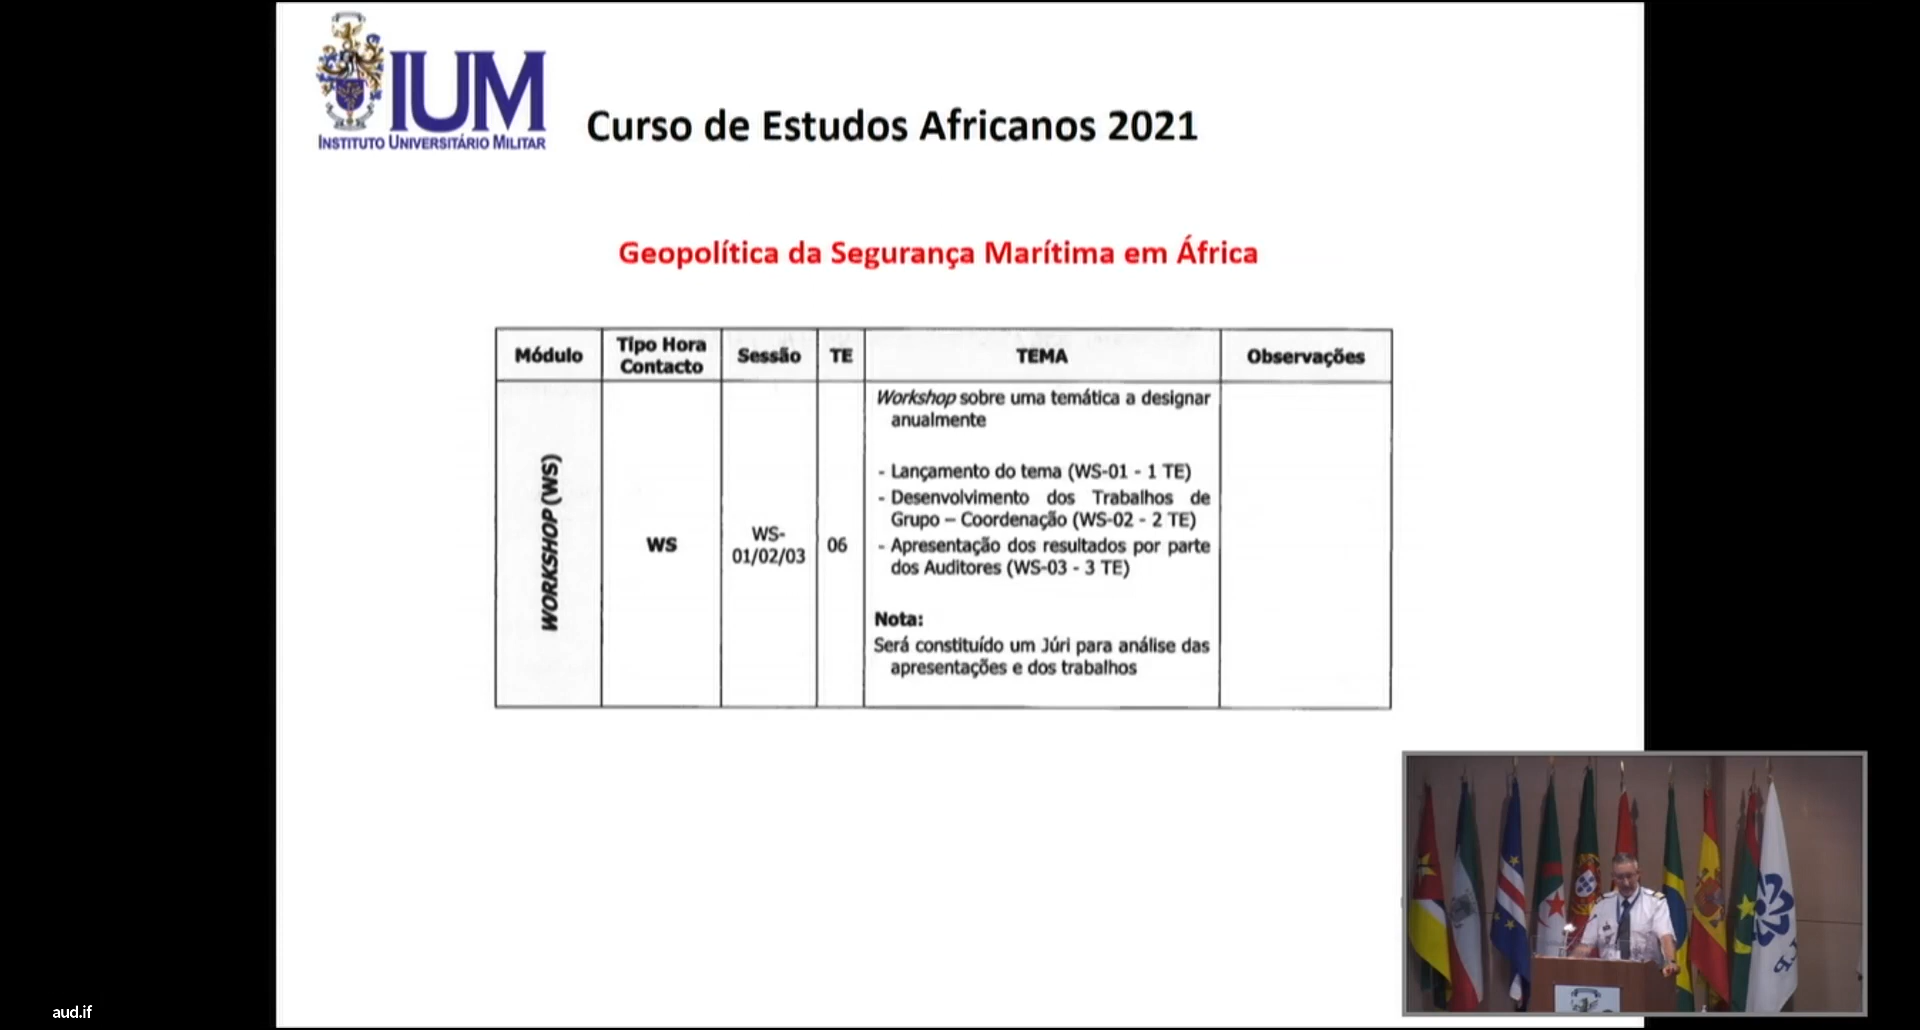 IUM
INSTITUTO UNIVERSITÁRIO MILITAR
Curso de Estudos Africanos 2021
Geopolítica da Segurança Marítima em África
Módulo
Tipo Hora
Contacto
Sessão
TE
TEMA
Observações
WORKSHOP (WS)
WS
WS-
01/02/03
06
Workshop sobre uma temática a designar
anualmente
- Lançamento do tema (WS-01 - 1 TE)
- Desenvolvimento dos Trabalhos de
Grupo – Coordenação (WS-02 - 2 TE)
- Apresentação dos resultados por parte
dos Auditores (WS-03 - 3 TE)
Nota:
Será constituído um Júri para análise das
apresentações e dos trabalhos
aud.if